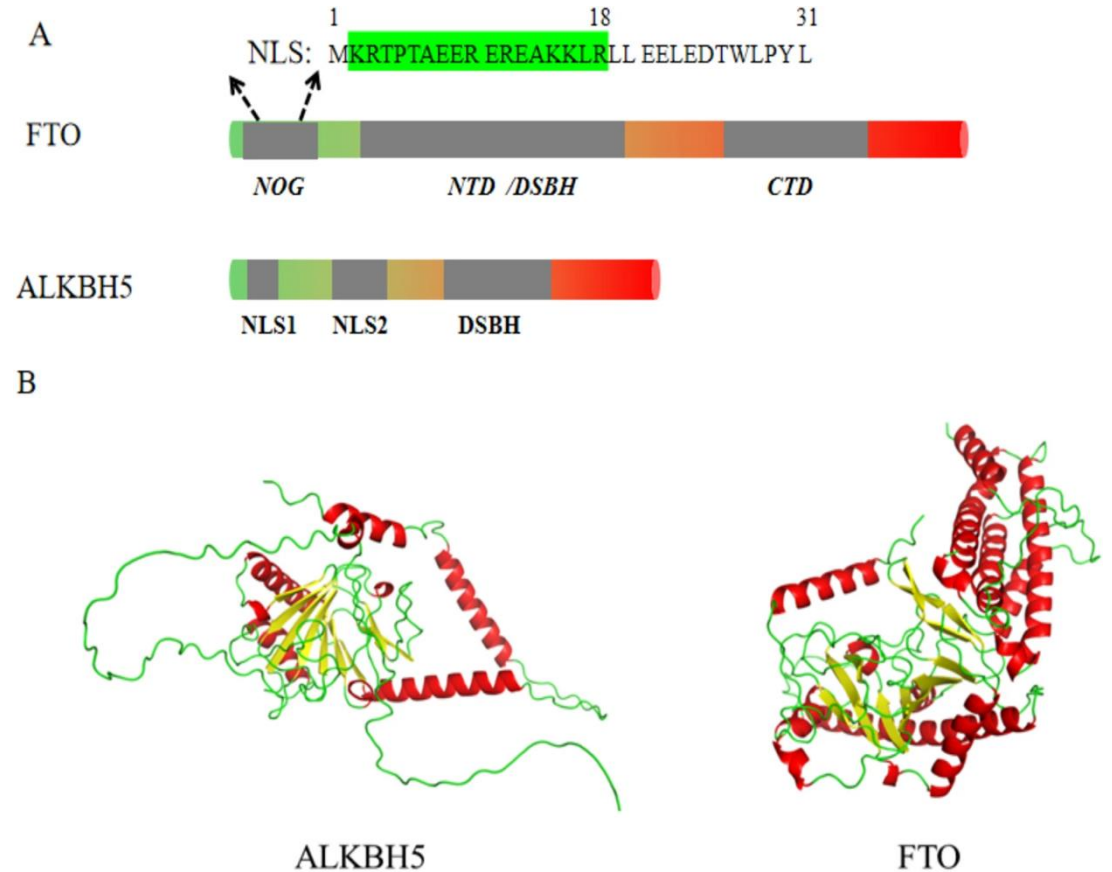 A
1 18 31
NLS: MKRTPTAEER EREAKKLRLL EELEDTWLPY L
FTO
NOG NTD /DSBH CTD
ALKBH5
NLS1 NLS2 DSBH
B
ALKBH5 FTO